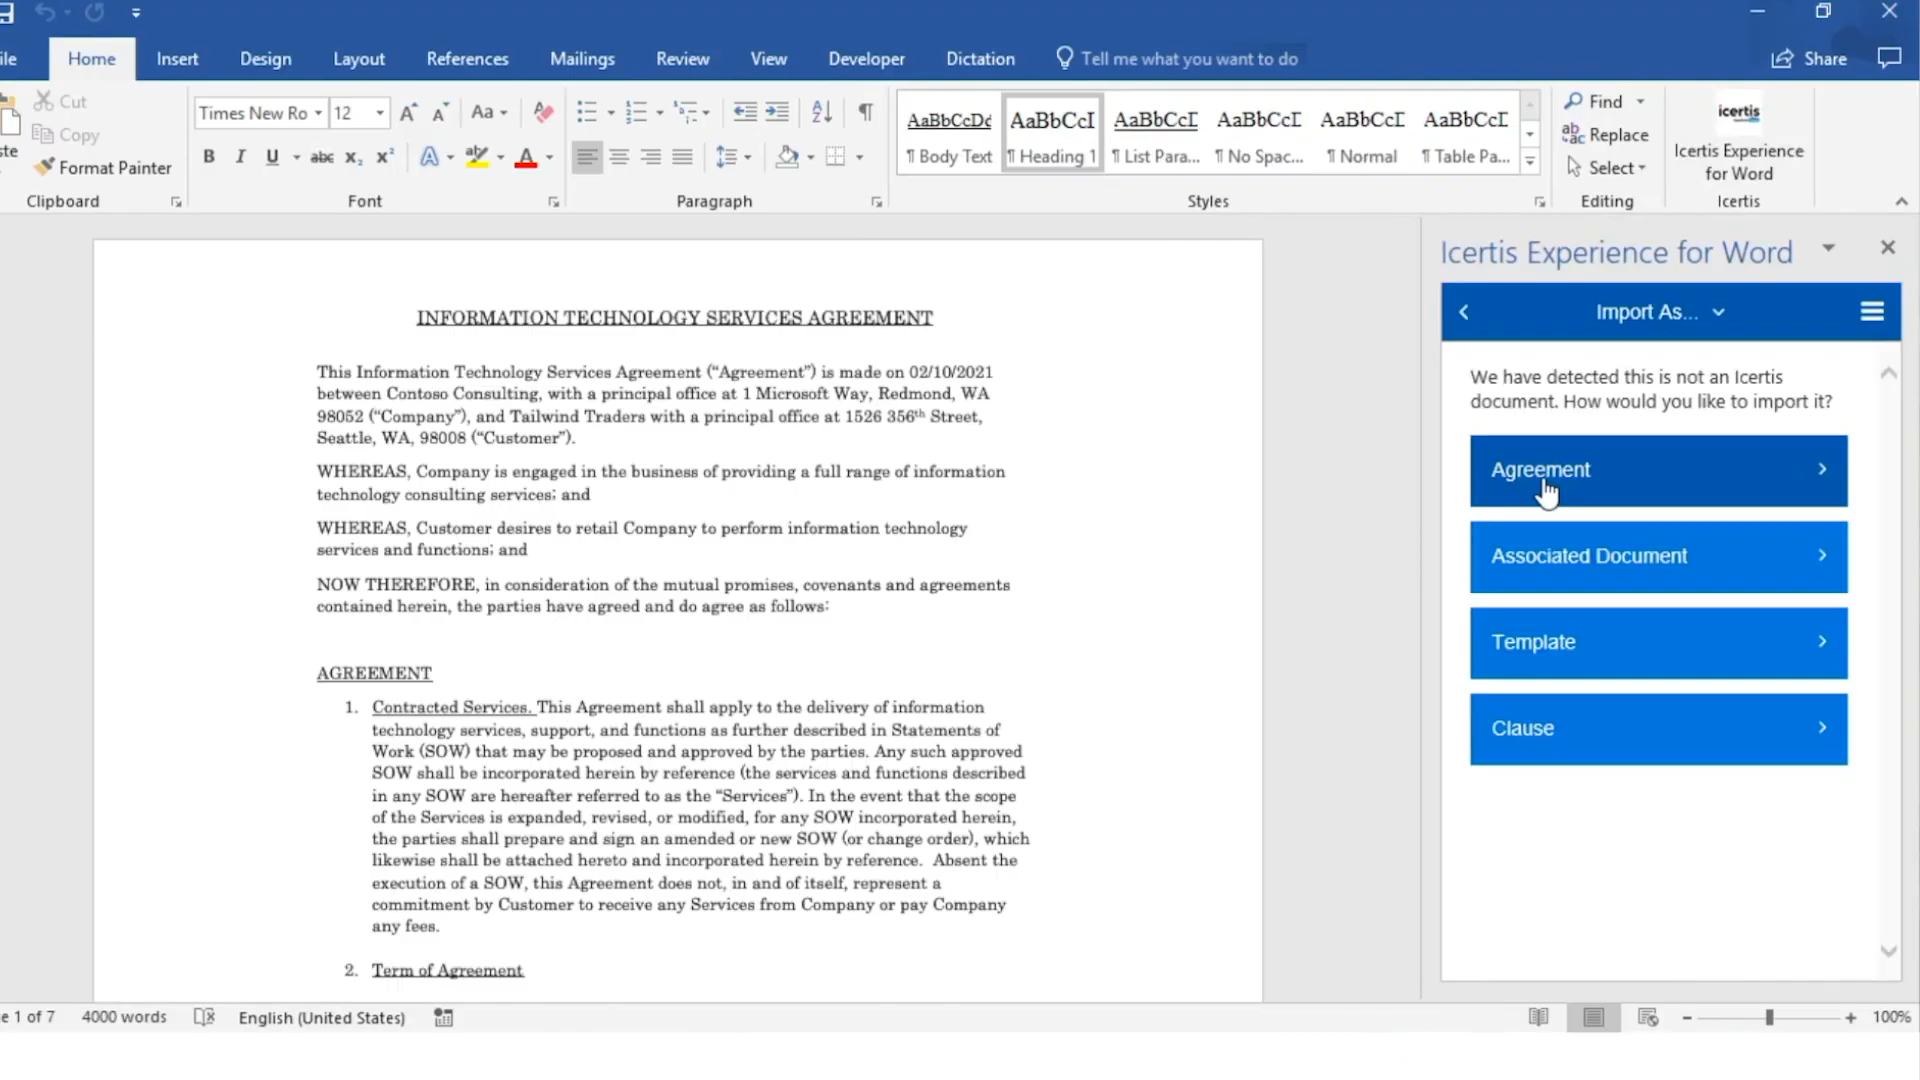 ile
Home
Insert
Design
Layout
References
Mailings
Review
View
Developer
Dictation
Tell me what you want to do
Share
ste
Cut
Copy
Format Painter
Clipboard
Times New Ro
12
Aa
B I U abc x₂ x²
A
A
Font
Paragraph
AaBbCcDd
¶ Body Text
AaBbCcI
¶ Heading 1
AaBbCcI
¶ List Para...
AaBbCcI
¶ No Spac...
AaBbCcI
¶ Normal
AaBbCcI
¶ Table Pa...
Styles
Find
Replace
Select
Editing
icertis
Icertis Experience
for Word
Icertis
INFORMATION TECHNOLOGY SERVICES AGREEMENT
This Information Technology Services Agreement (“Agreement”) is made on 02/10/2021
between Contoso Consulting, with a principal office at 1 Microsoft Way, Redmond, WA
98052 (“Company”), and Tailwind Traders with a principal office at 1526 356th Street,
Seattle, WA, 98008 (“Customer”).
WHEREAS, Company is engaged in the business of providing a full range of information
technology consulting services; and
WHEREAS, Customer desires to retail Company to perform information technology
services and functions; and
NOW THEREFORE, in consideration of the mutual promises, covenants and agreements
contained herein, the parties have agreed and do agree as follows:
AGREEMENT
1. Contracted Services. This Agreement shall apply to the delivery of information
technology services, support, and functions as further described in Statements of
Work (SOW) that may be proposed and approved by the parties. Any such approved
SOW shall be incorporated herein by reference (the services and functions described
in any SOW are hereafter referred to as the “Services”). In the event that the scope
of the Services is expanded, revised, or modified, for any SOW incorporated herein,
the parties shall prepare and sign an amended or new SOW (or change order), which
likewise shall be attached hereto and incorporated herein by reference. Absent the
execution of a SOW, this Agreement does not, in and of itself, represent a
commitment by Customer to receive any Services from Company or pay Company
any fees.
2. Term of Agreement
Icertis Experience for Word
Import As...
We have detected this is not an Icertis
document. How would you like to import it?
Agreement
Associated Document
Template
Clause
e 1 of 7
4000 words
English (United States)
100%